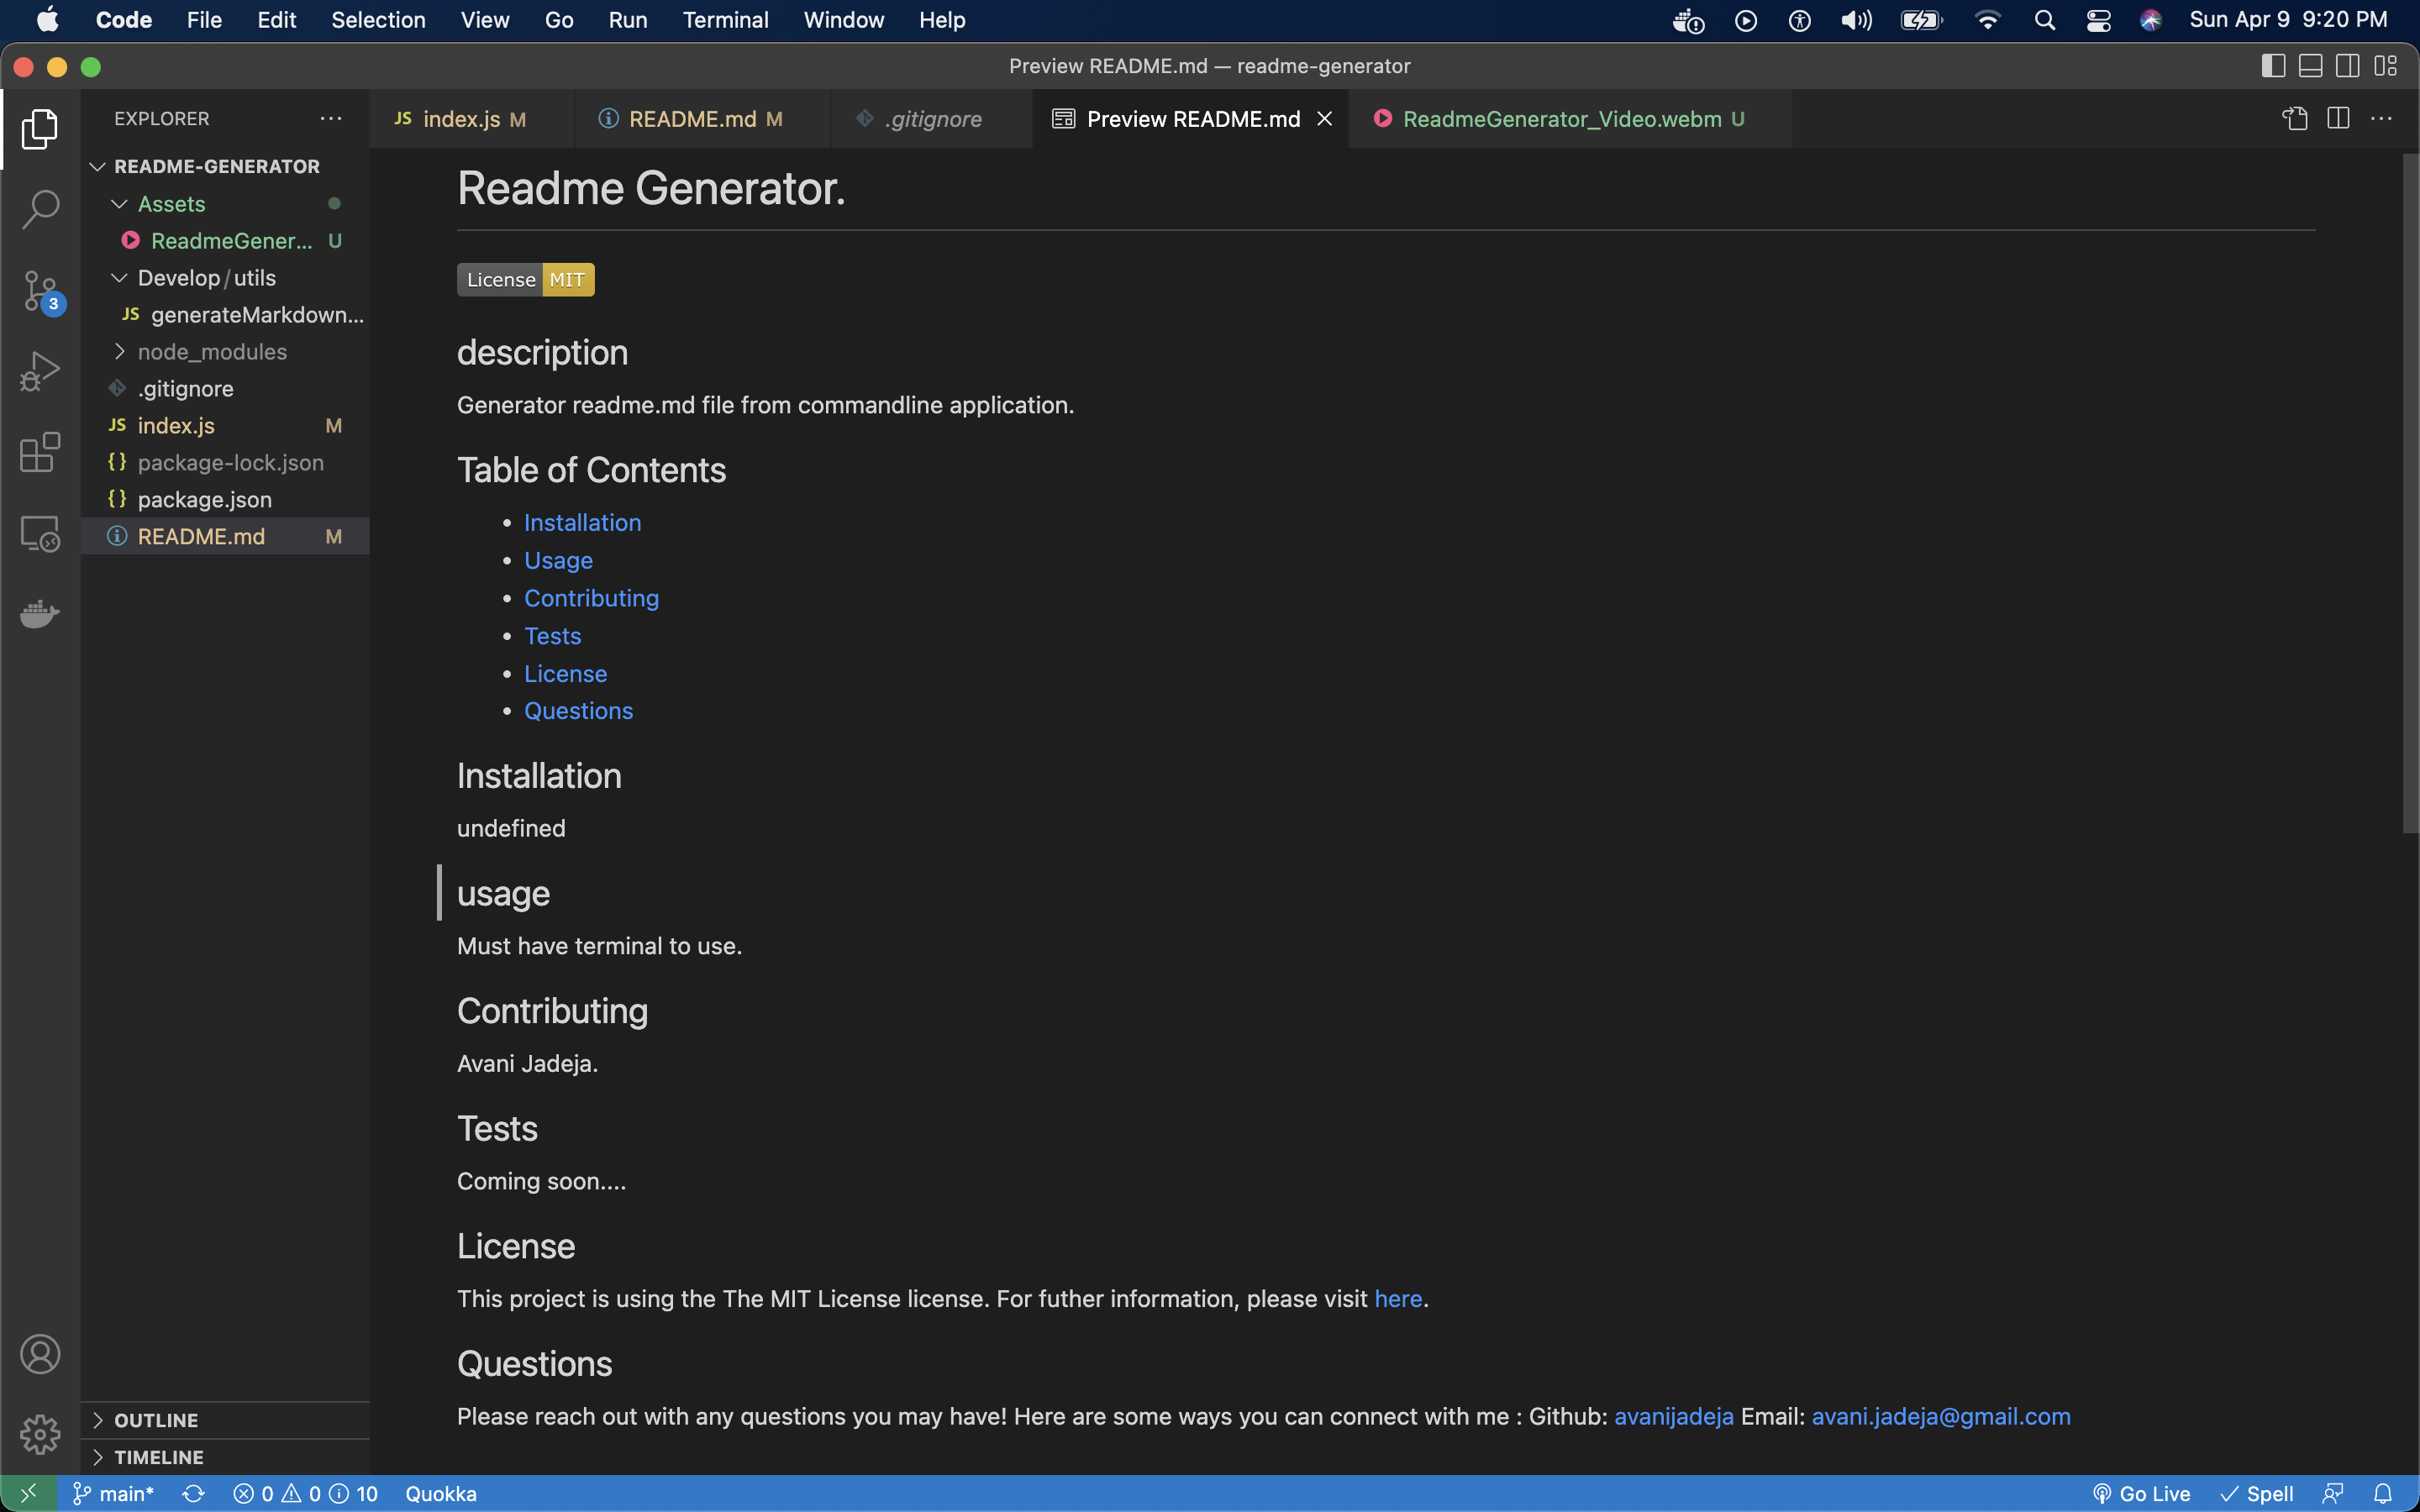 Code File Edit Selection View Go Run Terminal Window Help Sun Apr 9 9:20 PM
Preview README.md — readme-generator
EXPLORER
JS index.js M
README.md M
.gitignore
Preview README.md
ReadmeGenerator_Video.webm U
README-GENERATOR
Assets
ReadmeGener... U
Develop/utils
JS generateMarkdown...
node_modules
.gitignore
JS index.js M
{} package-lock.json
{} package.json
README.md M
3
OUTLINE
TIMELINE
Readme Generator.
License MIT
description
Generator readme.md file from commandline application.
Table of Contents
• Installation
• Usage
• Contributing
• Tests
• License
• Questions
Installation
undefined
usage
Must have terminal to use.
Contributing
Avani Jadeja.
Tests
Coming soon....
License
This project is using the The MIT License license. For futher information, please visit here.
Questions
Please reach out with any questions you may have! Here are some ways you can connect with me : Github: avanijadeja Email: avani.jadeja@gmail.com
main* 0 0 10 Quokka Go Live Spell